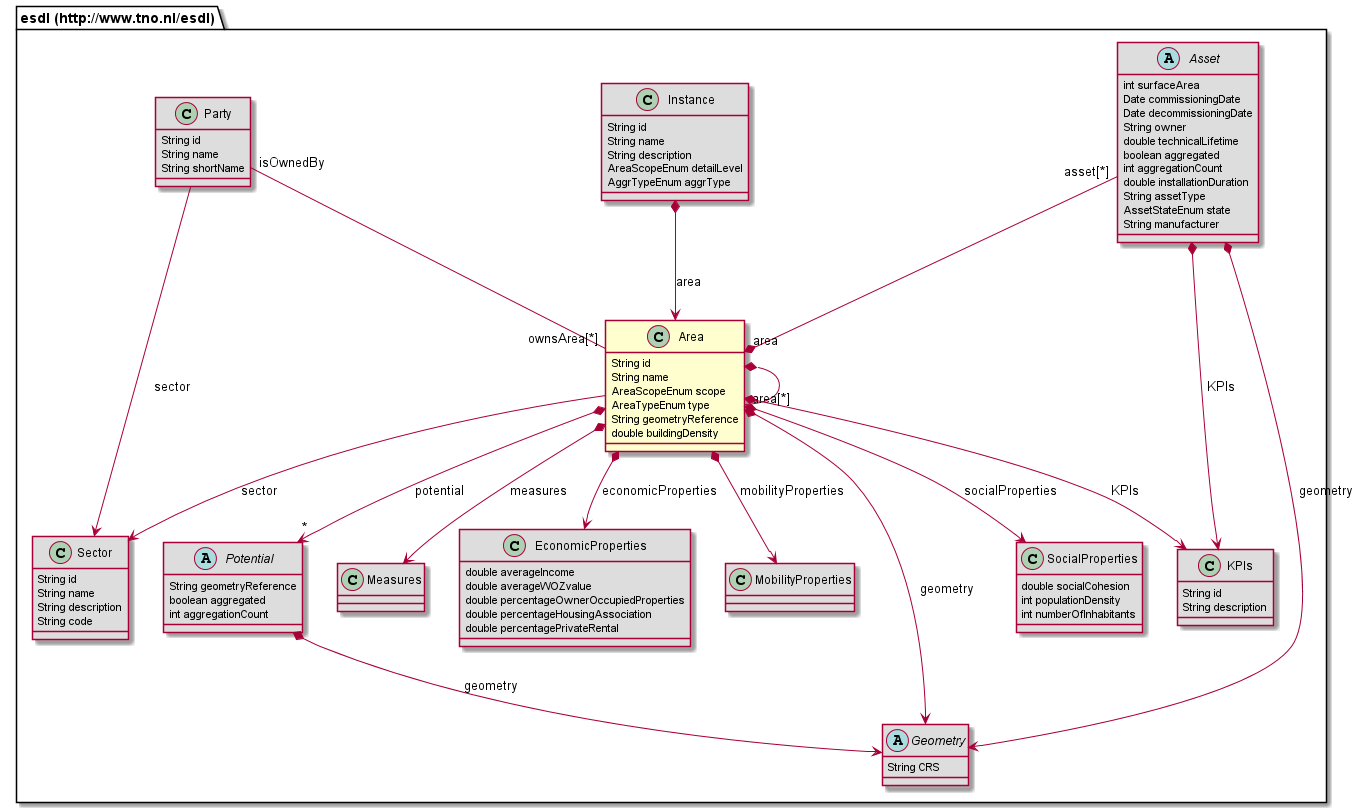 esdl (http://www.tno.nl/esdl)
A Asset
int surfaceArea
Date commissioningDate
Date decommissioningDate
String owner
double technicalLifetime
boolean aggregated
int aggregationCount
double installationDuration
String assetType
AssetStateEnum state
String manufacturer
C Instance
String id
String name
String description
AreaScopeEnum detailLevel
AggrTypeEnum aggrType
C Party
String id
String name
String shortName
isOwnedBy
asset[*]
area
ownsArea[*]
area
C Area
String id
String name
AreaScopeEnum scope
AreaTypeEnum type
String geometryReference
double buildingDensity
area[*]
sector
KPIs
sector
potential
measures
economicProperties
mobilityProperties
socialProperties
KPIs
geometry
*
geometry
C Sector
String id
String name
String description
String code
A Potential
String geometryReference
boolean aggregated
int aggregationCount
C Measures
C EconomicProperties
double averageIncome
double averageWOZvalue
double percentageOwnerOccupiedProperties
double percentageHousingAssociation
double percentagePrivateRental
C MobilityProperties
C SocialProperties
double socialCohesion
int populationDensity
int numberOfInhabitants
C KPIs
String id
String description
geometry
A Geometry
String CRS